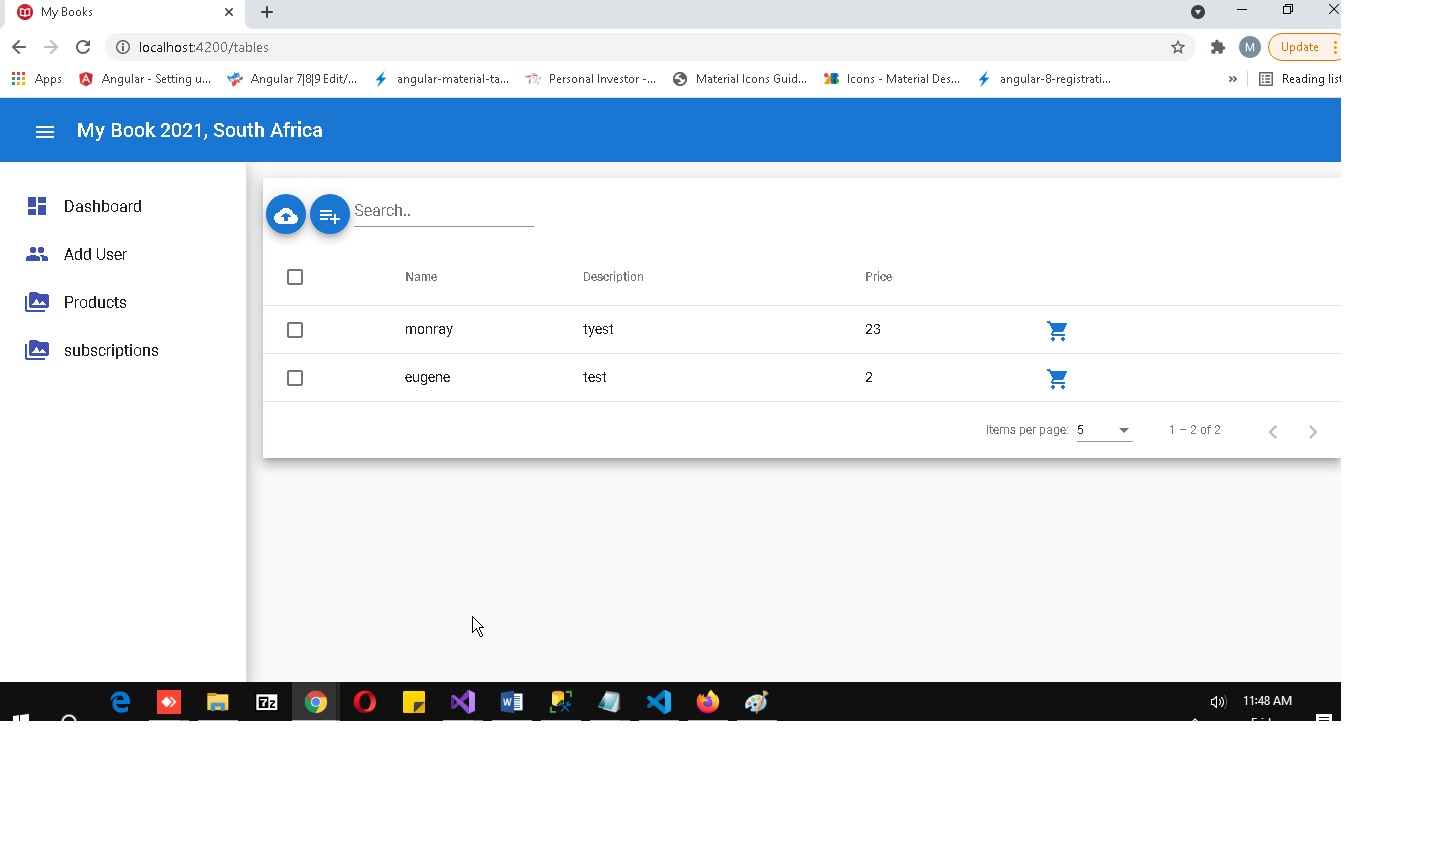 My Books
localhost:4200/tables
Update
Apps
Angular - Setting u...
Angular 7|8|9 Edit/...
angular-material-ta...
Personal Investor -...
Material Icons Guid...
Icons - Material Des...
angular-8-registrati...
»
Reading list
M
My Book 2021, South Africa
Dashboard
Add User
Products
subscriptions
Search..
Name Description Price
monray tyest 23
eugene test 2
Items per page: 5 1 – 2 of 2
7z
11:48 AM